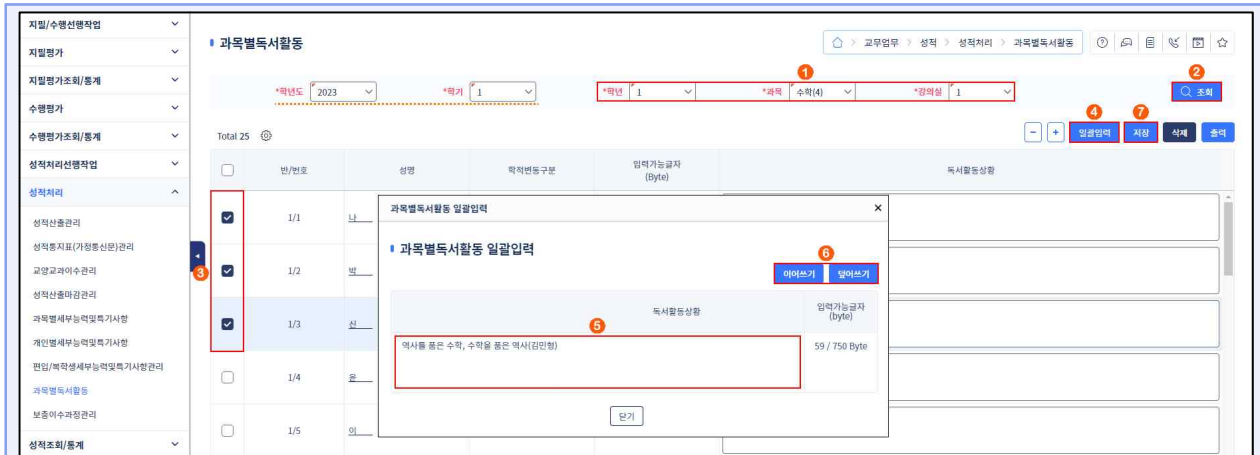 지필/수행선행작업
지필평가
지필평가조회/통계
수행평가
수행평가조회/통계
성적처리선행작업
성적처리
성적산출관리
성적통지표(가정통신문)관리
교양교과이수관리
성적산출마감관리
과목별세부능력및특기사항
개인별세부능력및특기사항
편입/복학생세부능력및특기사항관리
과목별독서활동
보충이수과정관리
성적조회/통계
과목별독서활동
> 교무업무 > 성적 > 성적처리 > 과목별독서활동
1 2
*학년도 2023 *학기 1 *학년 1 *과목 수학(4) *강의실 1 조회
4 7
Total 25 - + 일괄입력 저장 삭제 출력
반/번호 성명 학적변동구분 입력가능글자 (Byte) 독서활동상황
3
1/1 나
1/2 박
1/3 신
1/4 윤
1/5 이
과목별독서활동 일괄입력 ×
과목별독서활동 일괄입력
6
이어쓰기 덮어쓰기
독서활동상황 입력가능글자 (byte)
5
역사를 품은 수학, 수학을 품은 역사(김민형) 59 / 750 Byte
닫기